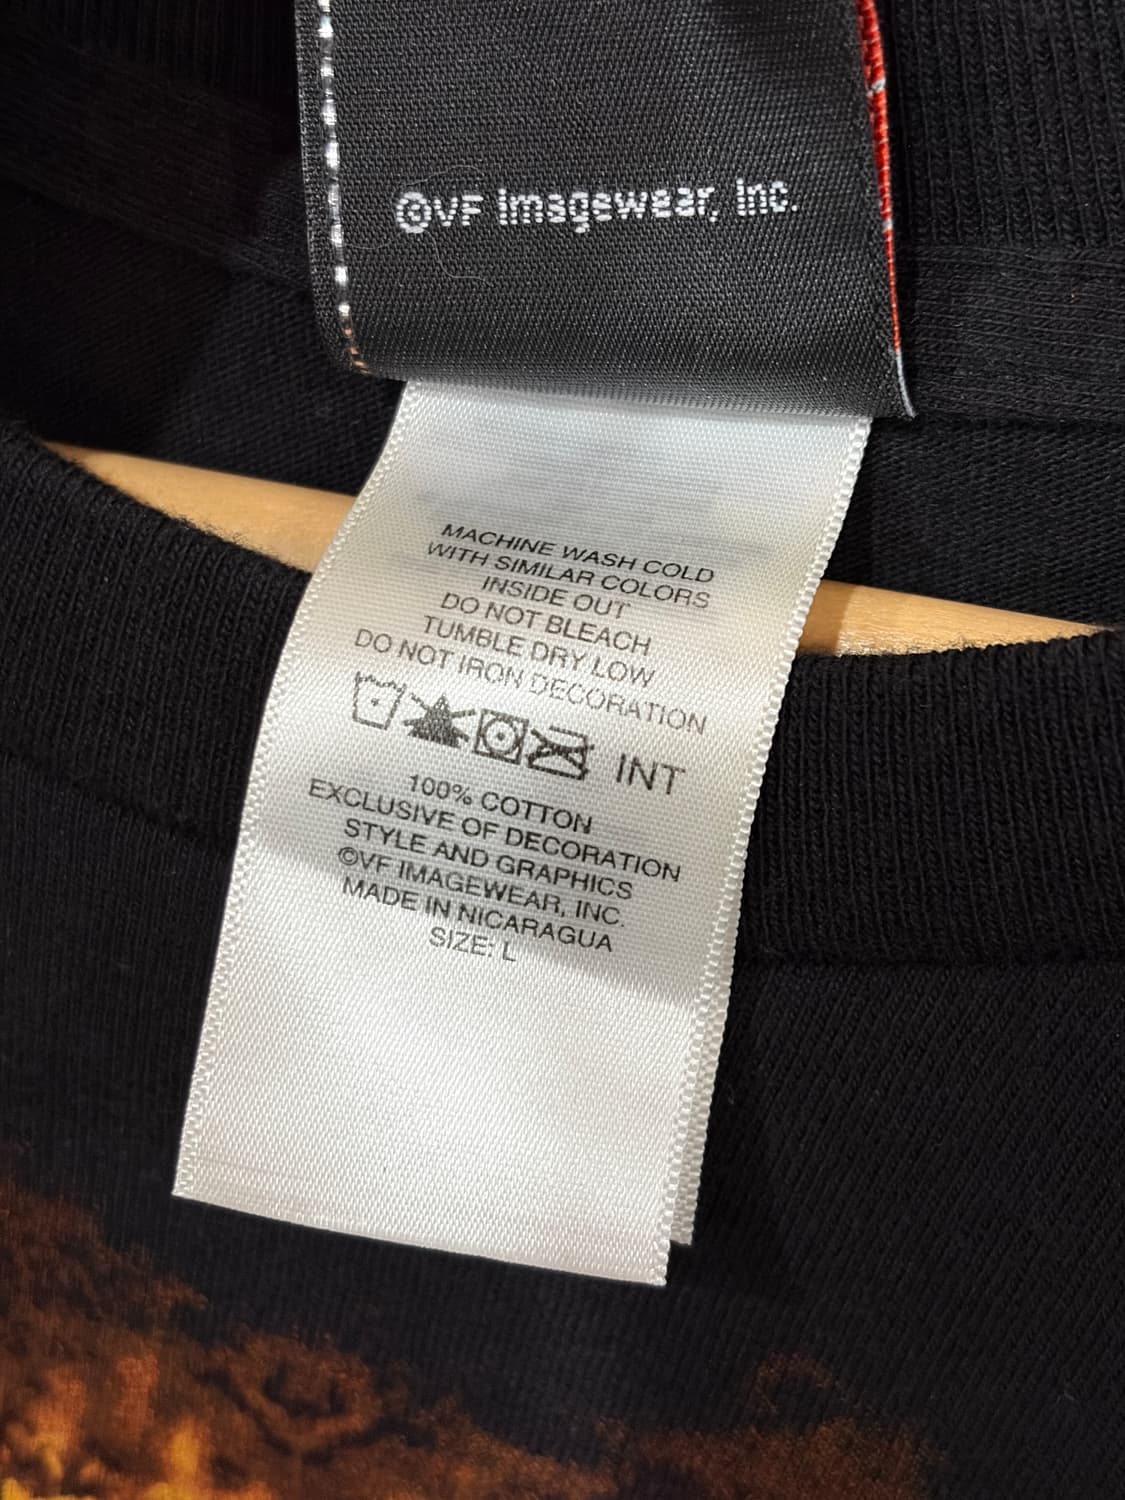 ©VF Imagewear, Inc.
MACHINE WASH COLD
WITH SIMILAR COLORS
INSIDE OUT
DO NOT BLEACH
TUMBLE DRY LOW
DO NOT IRON DECORATION
INT
100% COTTON
EXCLUSIVE OF DECORATION
STYLE AND GRAPHICS
©VF IMAGEWEAR, INC.
MADE IN NICARAGUA
SIZE: L